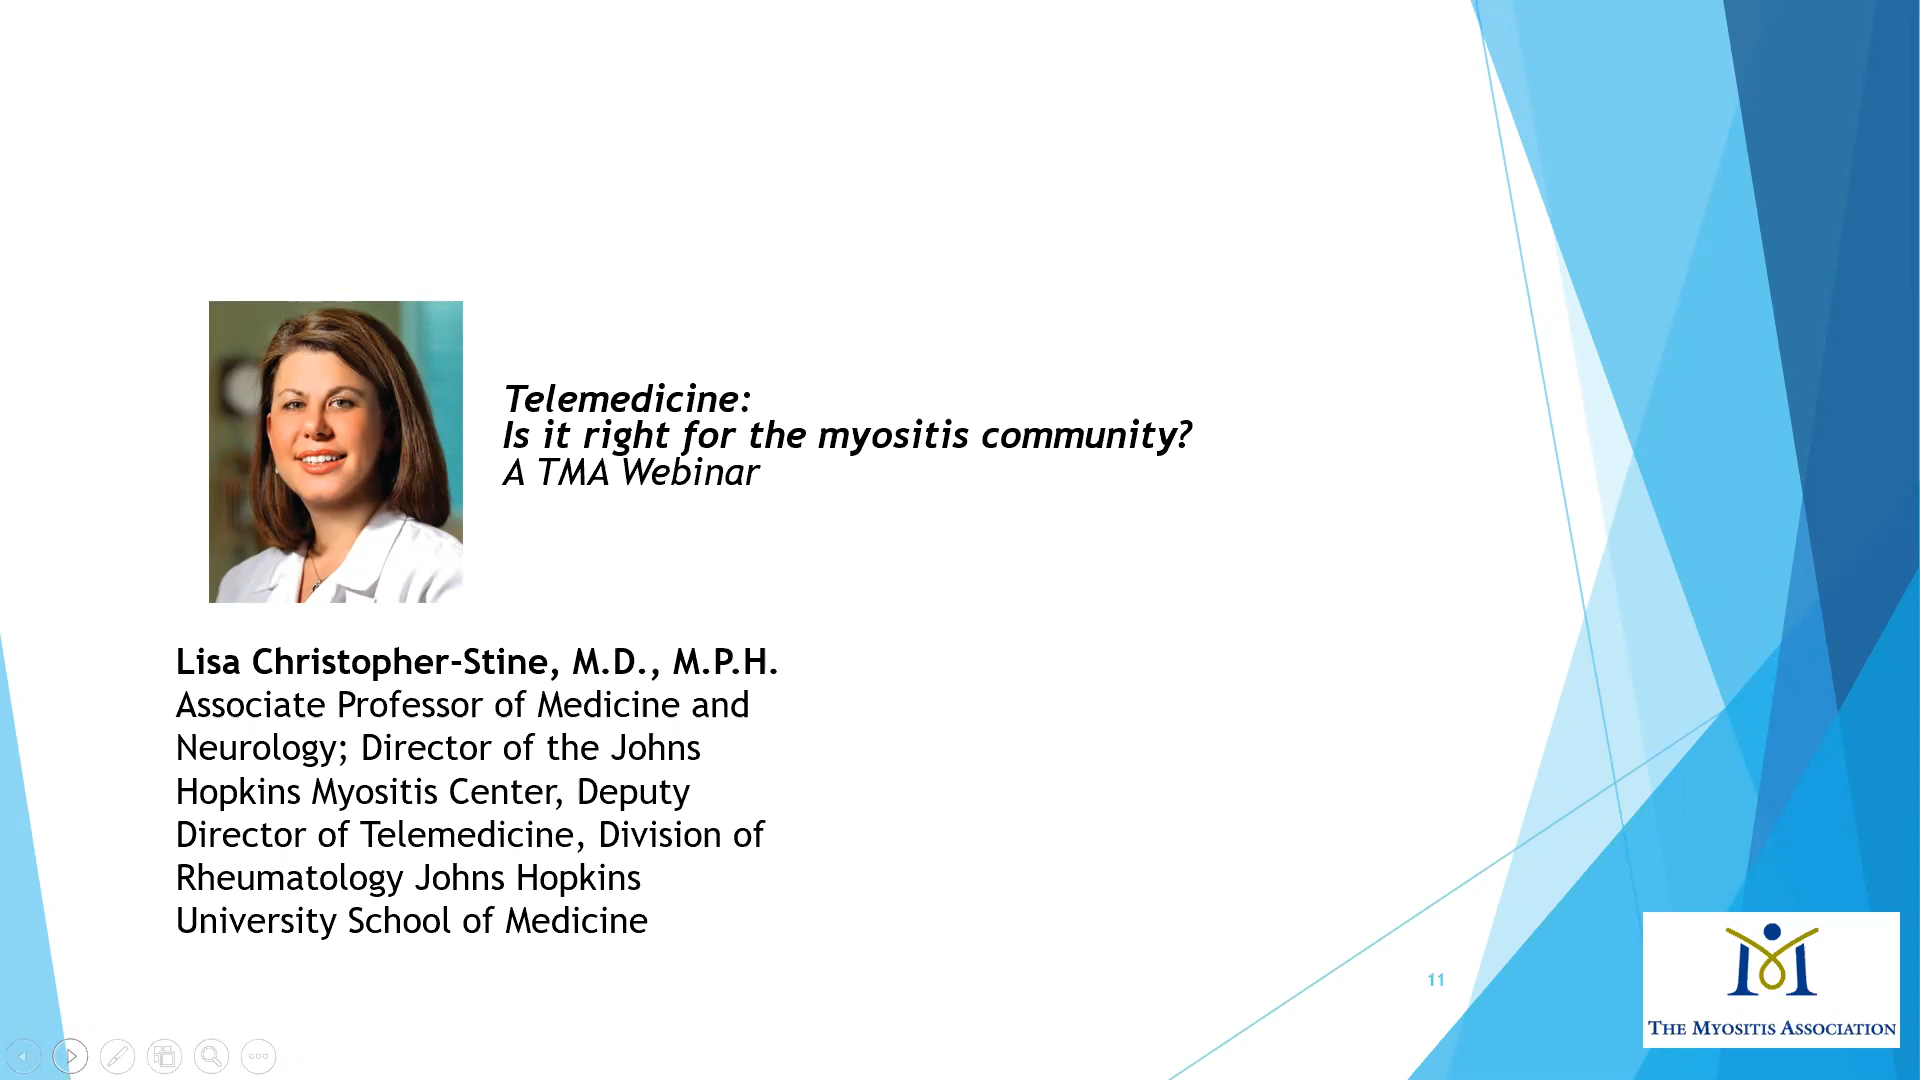 Telemedicine:
Is it right for the myositis community?
A TMA Webinar
Lisa Christopher-Stine, M.D., M.P.H.
Associate Professor of Medicine and
Neurology; Director of the Johns
Hopkins Myositis Center, Deputy
Director of Telemedicine, Division of
Rheumatology Johns Hopkins
University School of Medicine
11
THE MYOSITIS ASSOCIATION